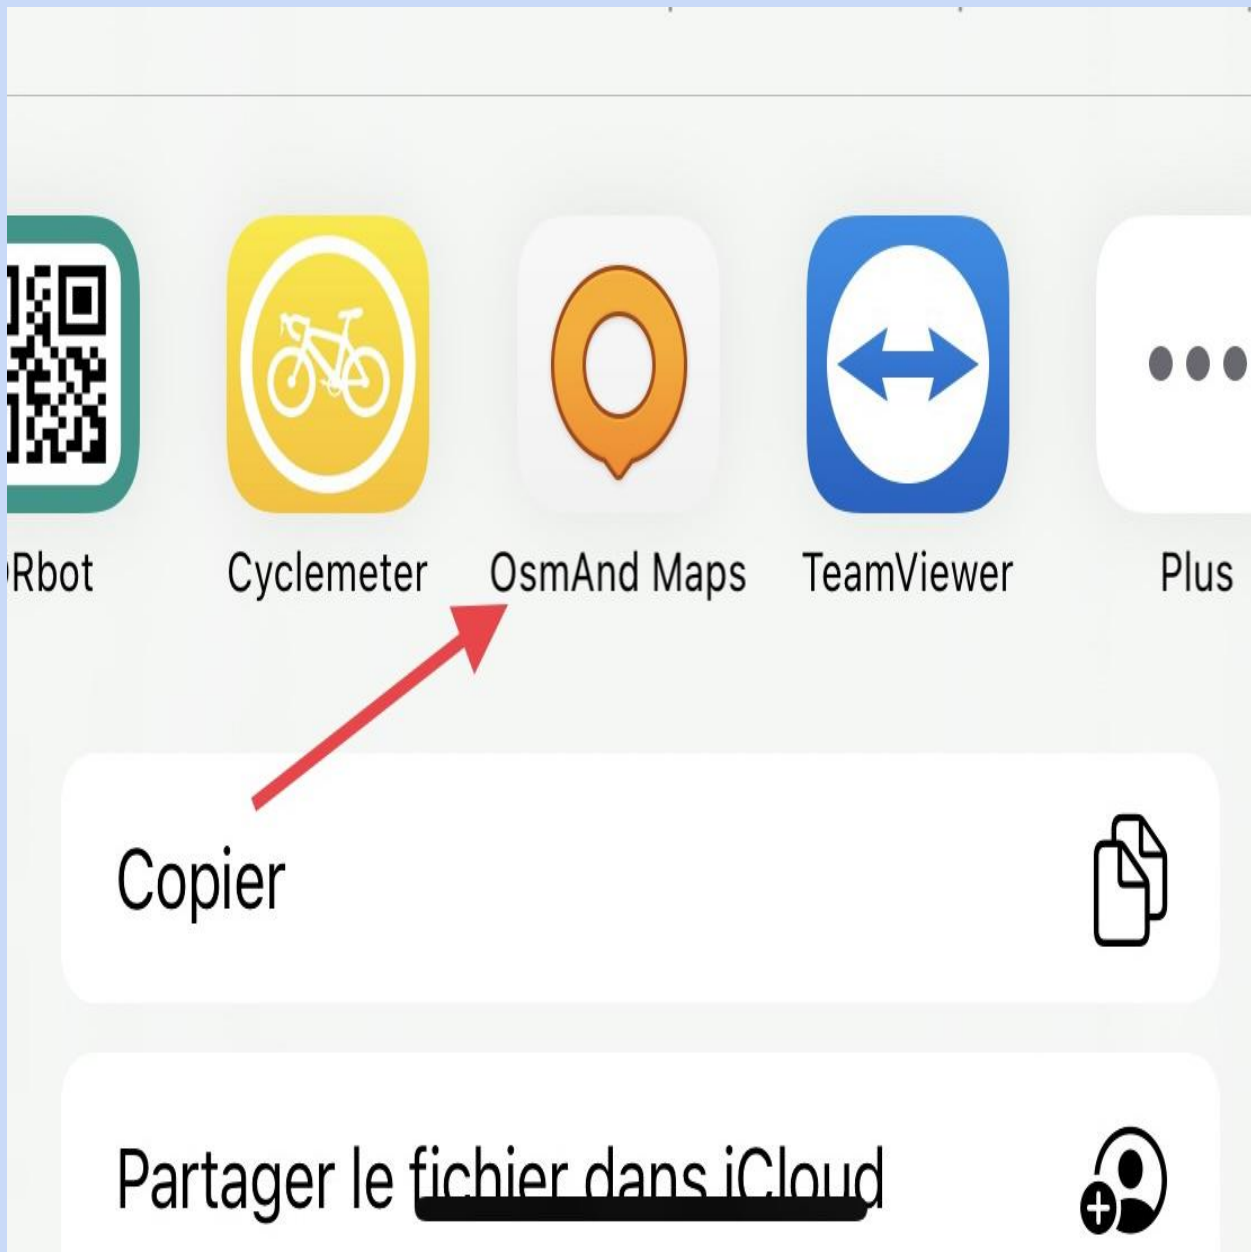 Rbot
Cyclemeter
OsmAnd Maps
TeamViewer
Plus
Copier
Partager le fichier dans iCloud